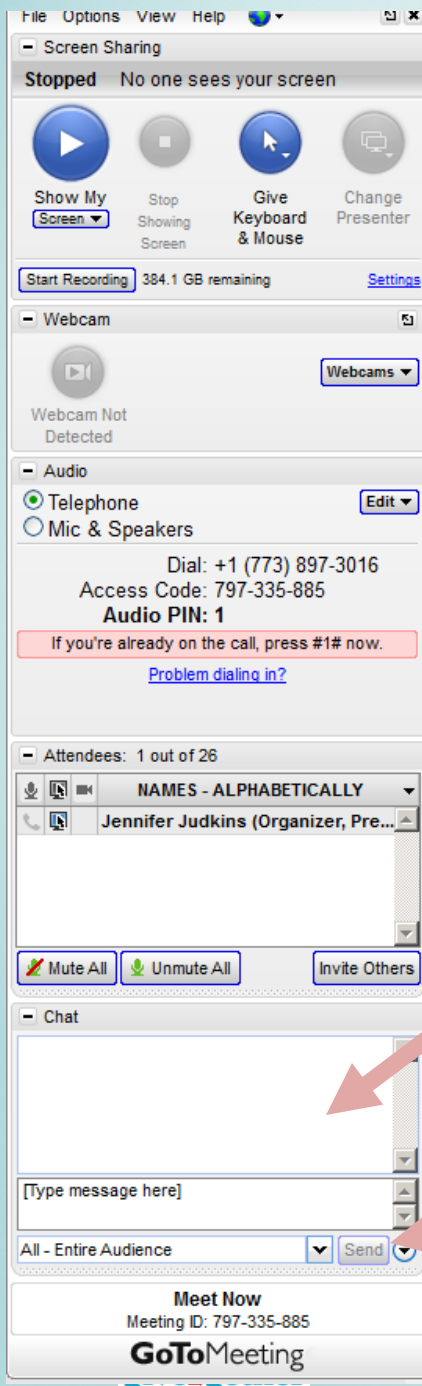 File Options View Help
Screen Sharing
Stopped No one sees your screen
Show My
Screen
Stop
Showing
Screen
Give
Keyboard
& Mouse
Change
Presenter
Start Recording 384.1 GB remaining Settings
Webcam
Webcams
Webcam Not
Detected
Audio
Telephone Edit
Mic & Speakers
Dial: +1 (773) 897-3016
Access Code: 797-335-885
Audio PIN: 1
If you're already on the call, press #1# now.
Problem dialing in?
Attendees: 1 out of 26
NAMES - ALPHABETICALLY
Jennifer Judkins (Organizer, Pre...
Mute All Unmute All Invite Others
Chat
[Type message here]
All - Entire Audience Send
Meet Now
Meeting ID: 797-335-885
GoToMeeting